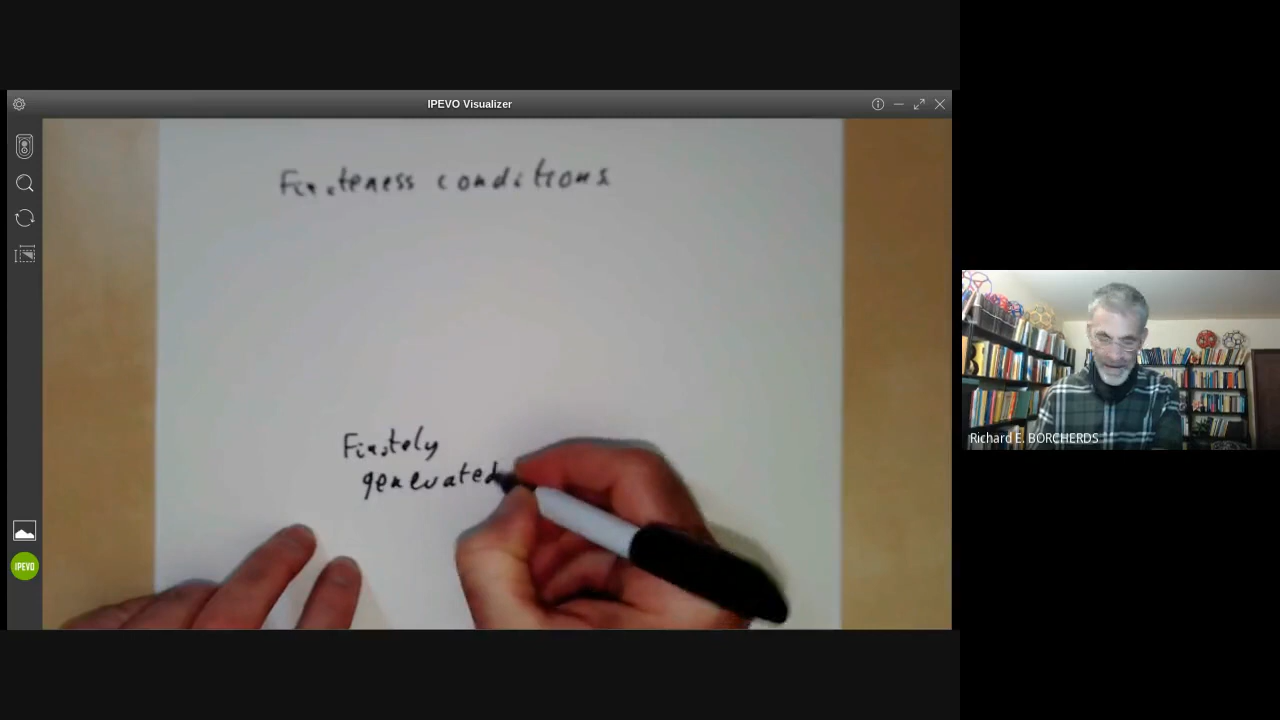 IPEVO Visualizer
Finiteness conditions
Finitely
generated
IPEVO
Richard E. BORCHERDS